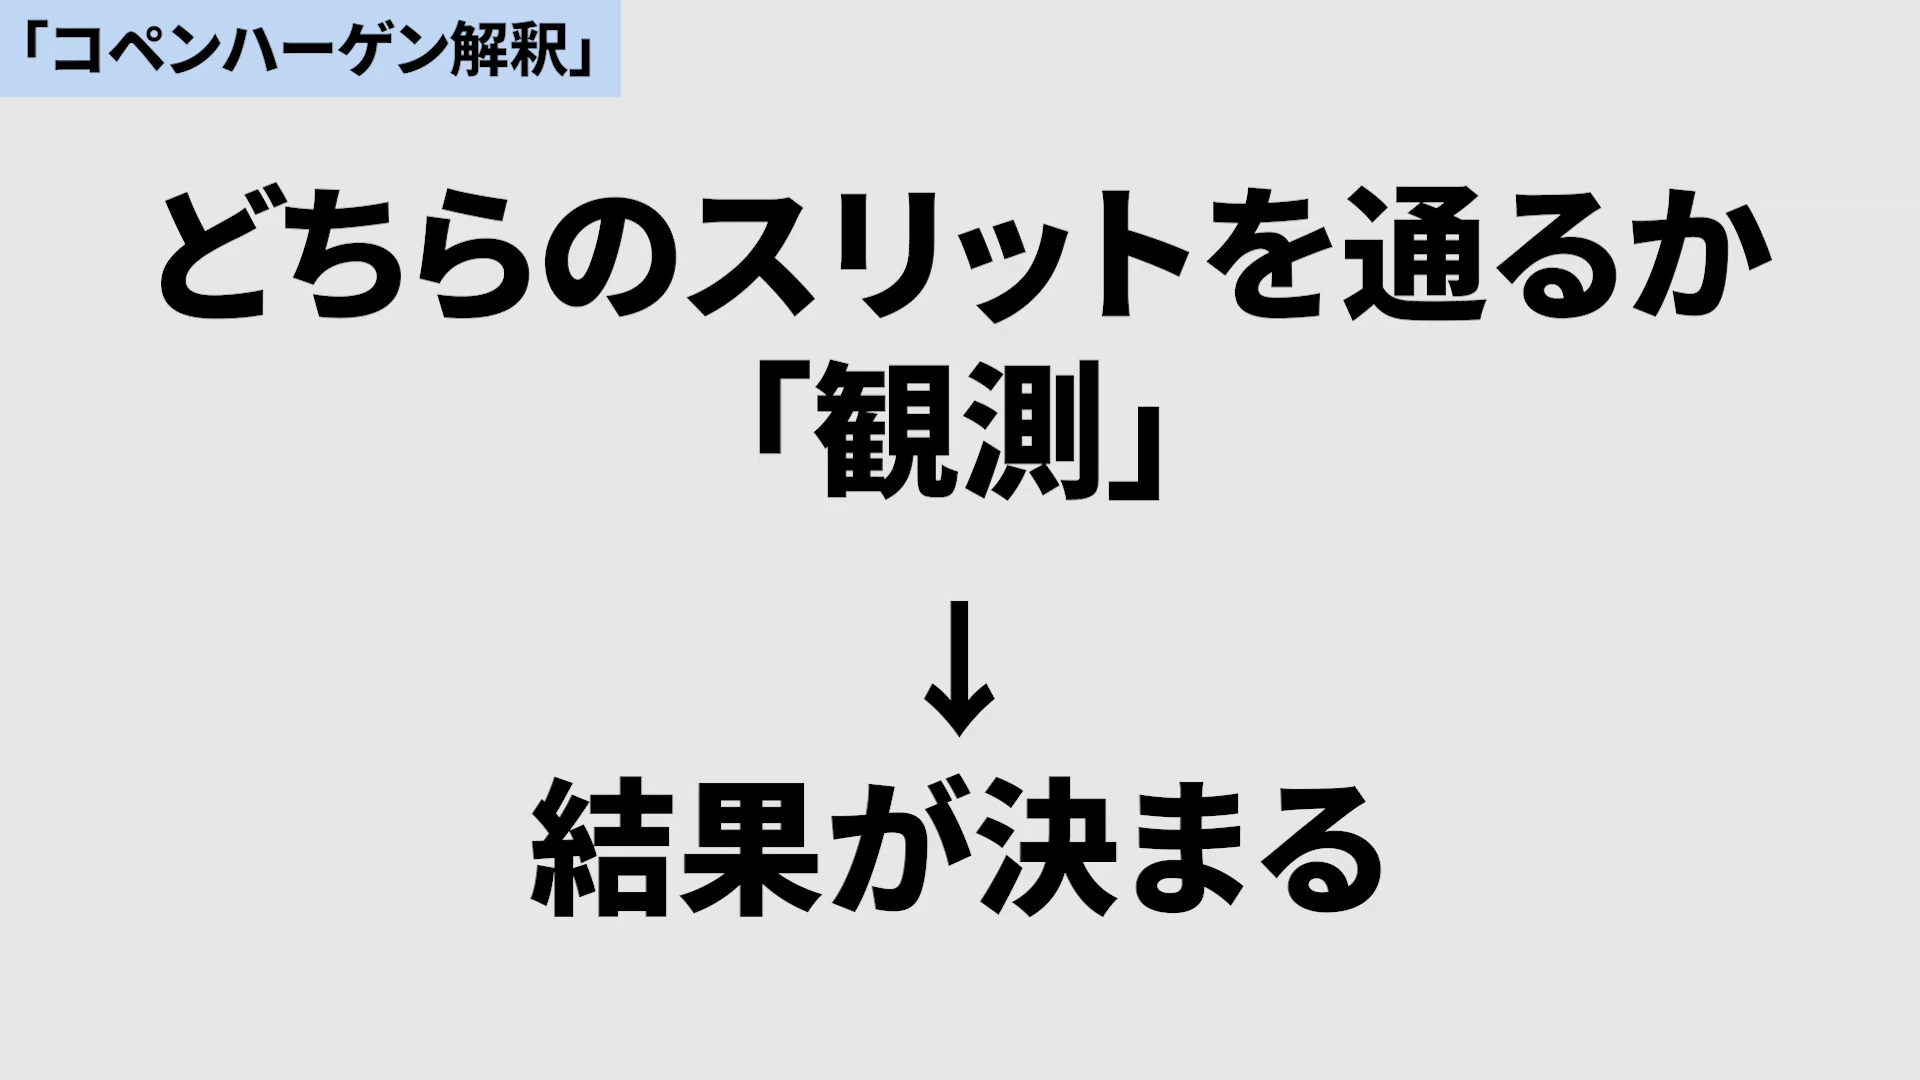 「コペンハーゲン解釈」
どちらのスリットを通るか
「観測」
↓
結果が決まる